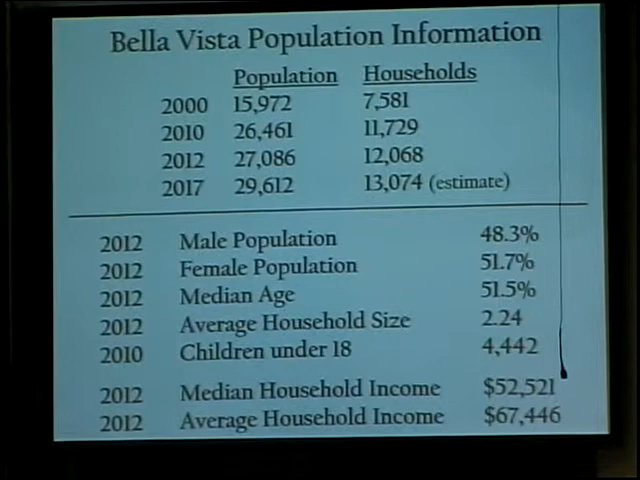 Bella Vista Population Information
Population Households
2000 15,972 7,581
2010 26,461 11,729
2012 27,086 12,068
2017 29,612 13,074 (estimate)
2012 Male Population 48.3%
2012 Female Population 51.7%
2012 Median Age 51.5%
2012 Average Household Size 2.24
2010 Children under 18 4,442
2012 Median Household Income $52,521
2012 Average Household Income $67,446